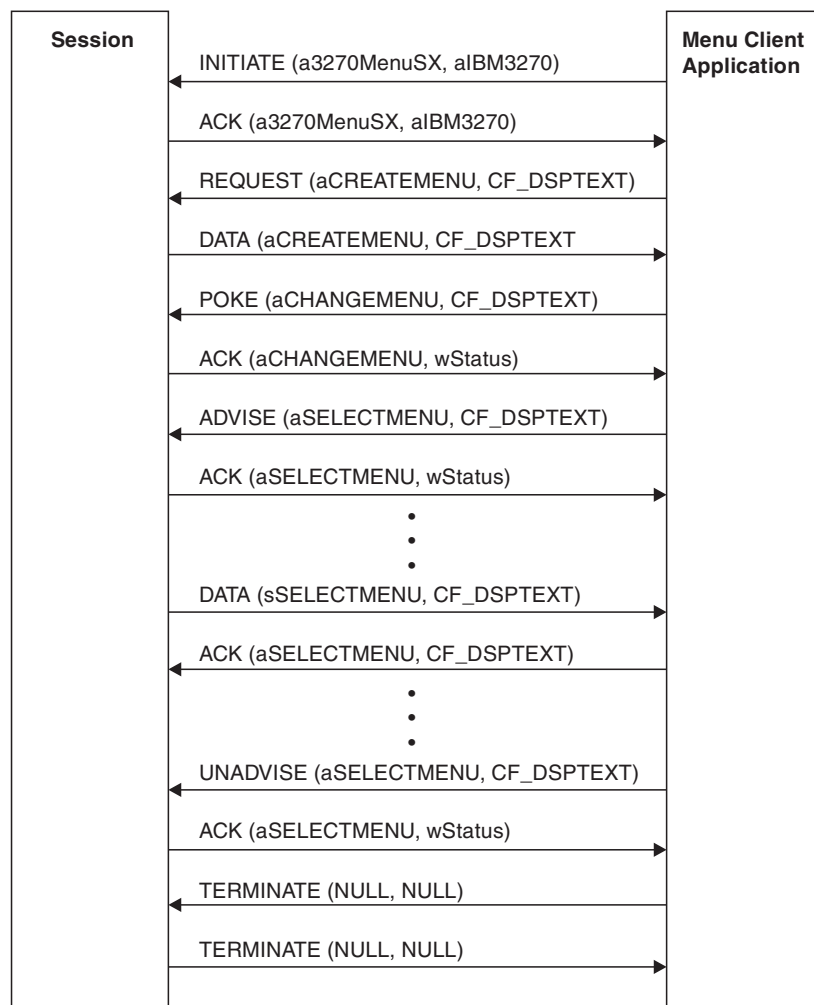 Session
Menu Client
Application
INITIATE (a3270MenuSX, aIBM3270)
ACK (a3270MenuSX, aIBM3270)
REQUEST (aCREATEMENU, CF_DSPTEXT)
DATA (aCREATEMENU, CF_DSPTEXT
POKE (aCHANGEMENU, CF_DSPTEXT)
ACK (aCHANGEMENU, wStatus)
ADVISE (aSELECTMENU, CF_DSPTEXT)
ACK (aSELECTMENU, wStatus)
DATA (sSELECTMENU, CF_DSPTEXT)
ACK (aSELECTMENU, CF_DSPTEXT)
UNADVISE (aSELECTMENU, CF_DSPTEXT)
ACK (aSELECTMENU, wStatus)
TERMINATE (NULL, NULL)
TERMINATE (NULL, NULL)